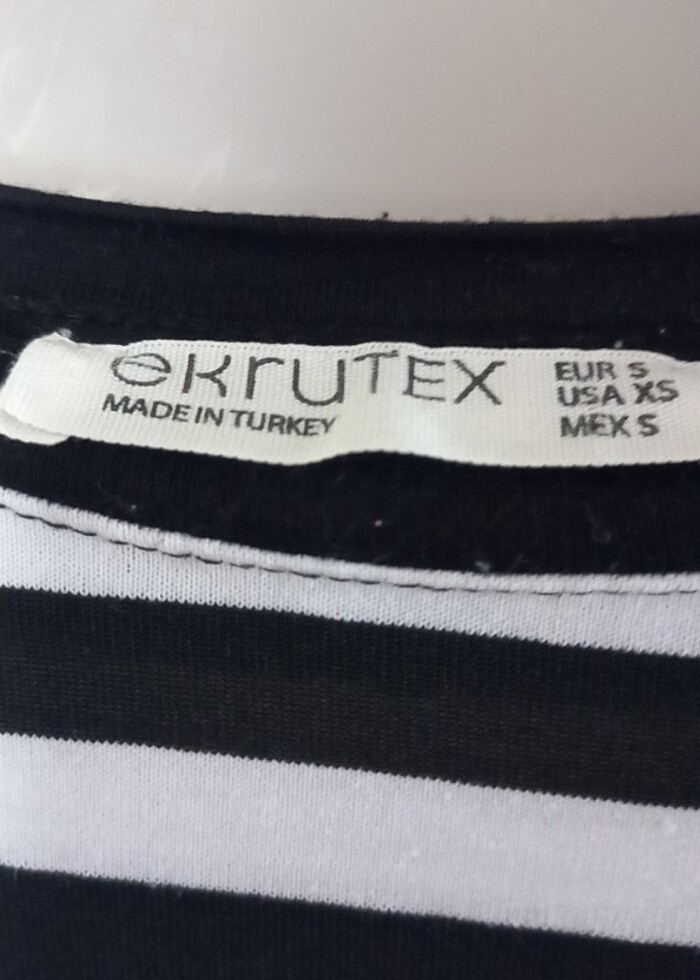 ekruTEX
MADE IN TURKEY
EUR S
USA XS
MEX S